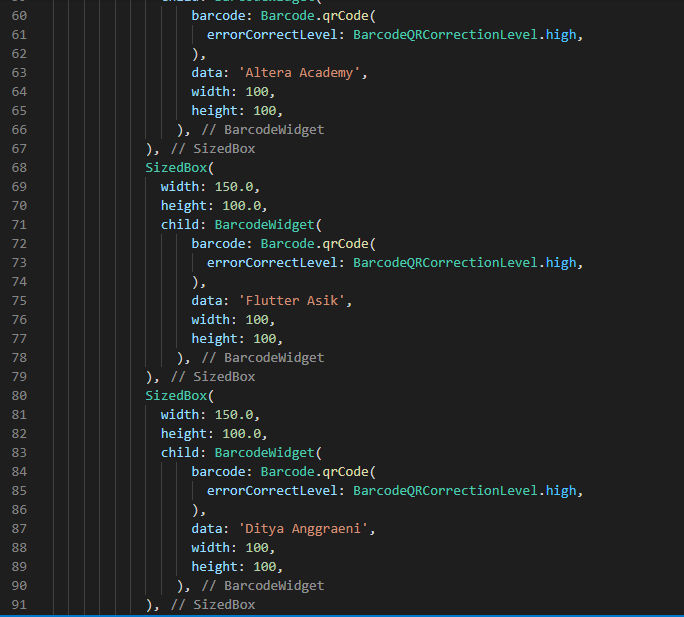 child: BarcodeWidget(
60 barcode: Barcode.qrCode(
61 errorCorrectLevel: BarcodeQRCorrectionLevel.high,
62 ),
63 data: 'Altera Academy',
64 width: 100,
65 height: 100,
66 ), // BarcodeWidget
67 ), // SizedBox
68 SizedBox(
69 width: 150.0,
70 height: 100.0,
71 child: BarcodeWidget(
72 barcode: Barcode.qrCode(
73 errorCorrectLevel: BarcodeQRCorrectionLevel.high,
74 ),
75 data: 'Flutter Asik',
76 width: 100,
77 height: 100,
78 ), // BarcodeWidget
79 ), // SizedBox
80 SizedBox(
81 width: 150.0,
82 height: 100.0,
83 child: BarcodeWidget(
84 barcode: Barcode.qrCode(
85 errorCorrectLevel: BarcodeQRCorrectionLevel.high,
86 ),
87 data: 'Ditya Anggraeni',
88 width: 100,
89 height: 100,
90 ), // BarcodeWidget
91 ), // SizedBox